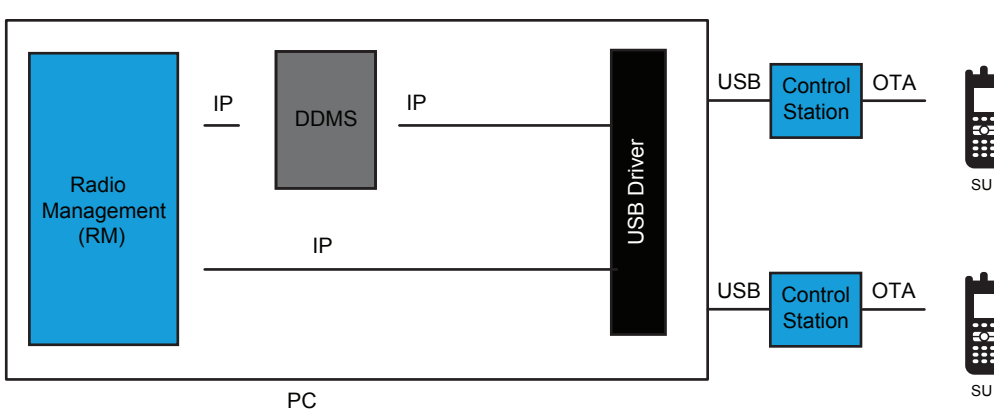 IP
DDMS
IP
Radio
Management
(RM)
IP
USB Driver
USB
Control
Station
OTA
SU
USB
Control
Station
OTA
SU
PC